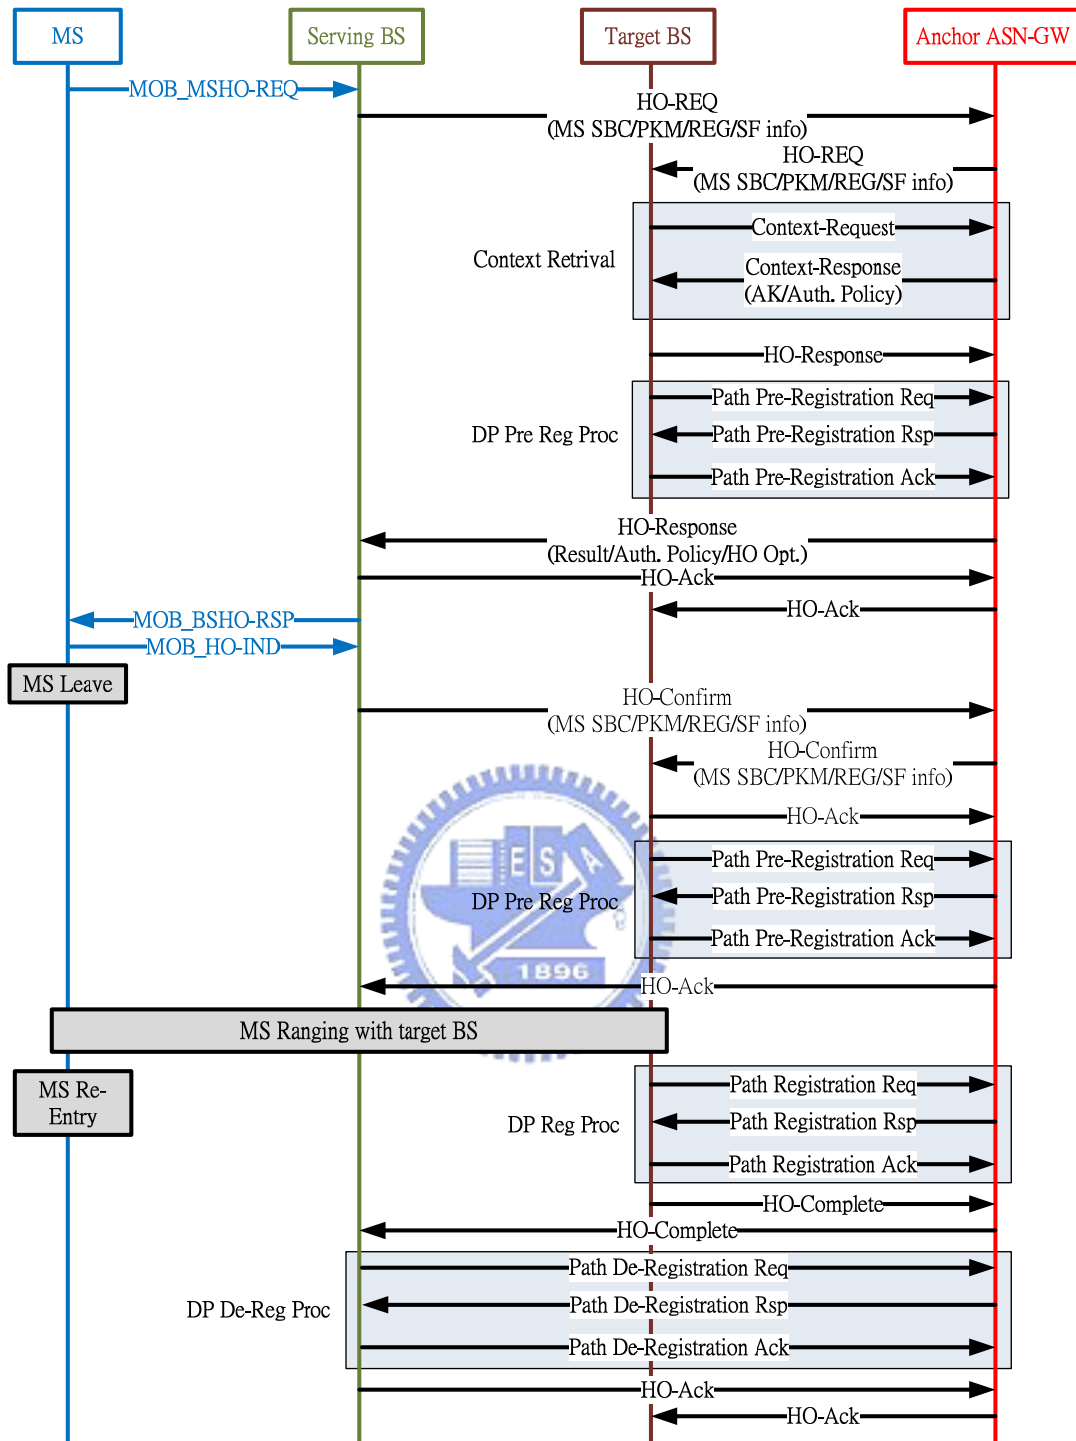 MS
Serving BS
Target BS
Anchor ASN-GW
MOB_MSHO-REQ
HO-REQ
(MS SBC/PKM/REG/SF info)
HO-REQ
(MS SBC/PKM/REG/SF info)
Context-Request
Context Retrival
Context-Response
(AK/Auth. Policy)
HO-Response
Path Pre-Registration Req
DP Pre Reg Proc
Path Pre-Registration Rsp
Path Pre-Registration Ack
HO-Response
(Result/Auth. Policy/HO Opt.)
HO-Ack
HO-Ack
MOB_BSHO-RSP
MOB_HO-IND
MS Leave
HO-Confirm
(MS SBC/PKM/REG/SF info)
HO-Confirm
(MS SBC/PKM/REG/SF info)
HO-Ack
Path Pre-Registration Req
DP Pre Reg Proc
Path Pre-Registration Rsp
Path Pre-Registration Ack
ESA
1896
HO-Ack
MS Ranging with target BS
MS Re-
Entry
Path Registration Req
DP Reg Proc
Path Registration Rsp
Path Registration Ack
HO-Complete
HO-Complete
Path De-Registration Req
DP De-Reg Proc
Path De-Registration Rsp
Path De-Registration Ack
HO-Ack
HO-Ack